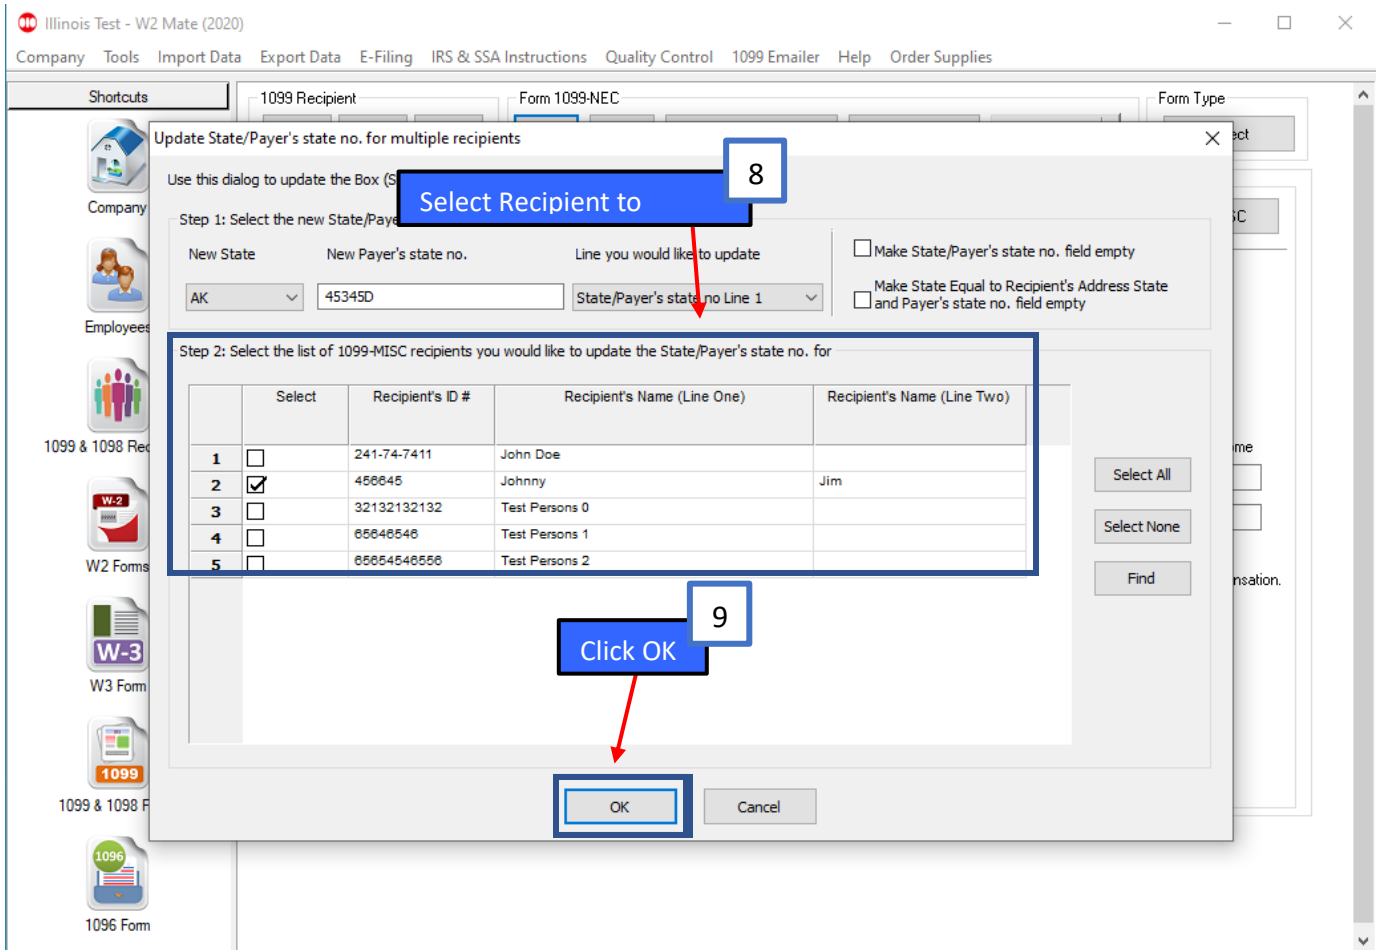 Illinois Test - W2 Mate (2020)
Company Tools Import Data Export Data E-Filing IRS & SSA Instructions Quality Control 1099 Emailer Help Order Supplies
Shortcuts
1099 Recipient
Form 1099-NEC
Form Type
Update State/Payer's state no. for multiple recipients
8
Use this dialog to update the Box
Select Recipient to
Company
Step 1: Select the new
New State
New Payer's state no.
Line you would like to update
Make State/Payer's state no. field empty
AK
45345D
State/Payer's state no Line 1
Make State Equal to Recipient's Address State
and Payer's state no. field empty
Employees
Step 2: Select the list of 1099-MISC recipients you would like to update the State/Payer's state no. for
Select
Recipient's ID #
Recipient's Name (Line One)
Recipient's Name (Line Two)
1099 & 1098
1 241-74-7411 John Doe
2 456645 Johnny Jim
3 32132132132 Test Persons 0
4 65646546 Test Persons 1
5 65654546556 Test Persons 2
Select All
Select None
Find
W-2
W2 Forms
9
Click OK
W-3
W3 Form
1099
1099 & 1098
OK
Cancel
1096
1096 Form